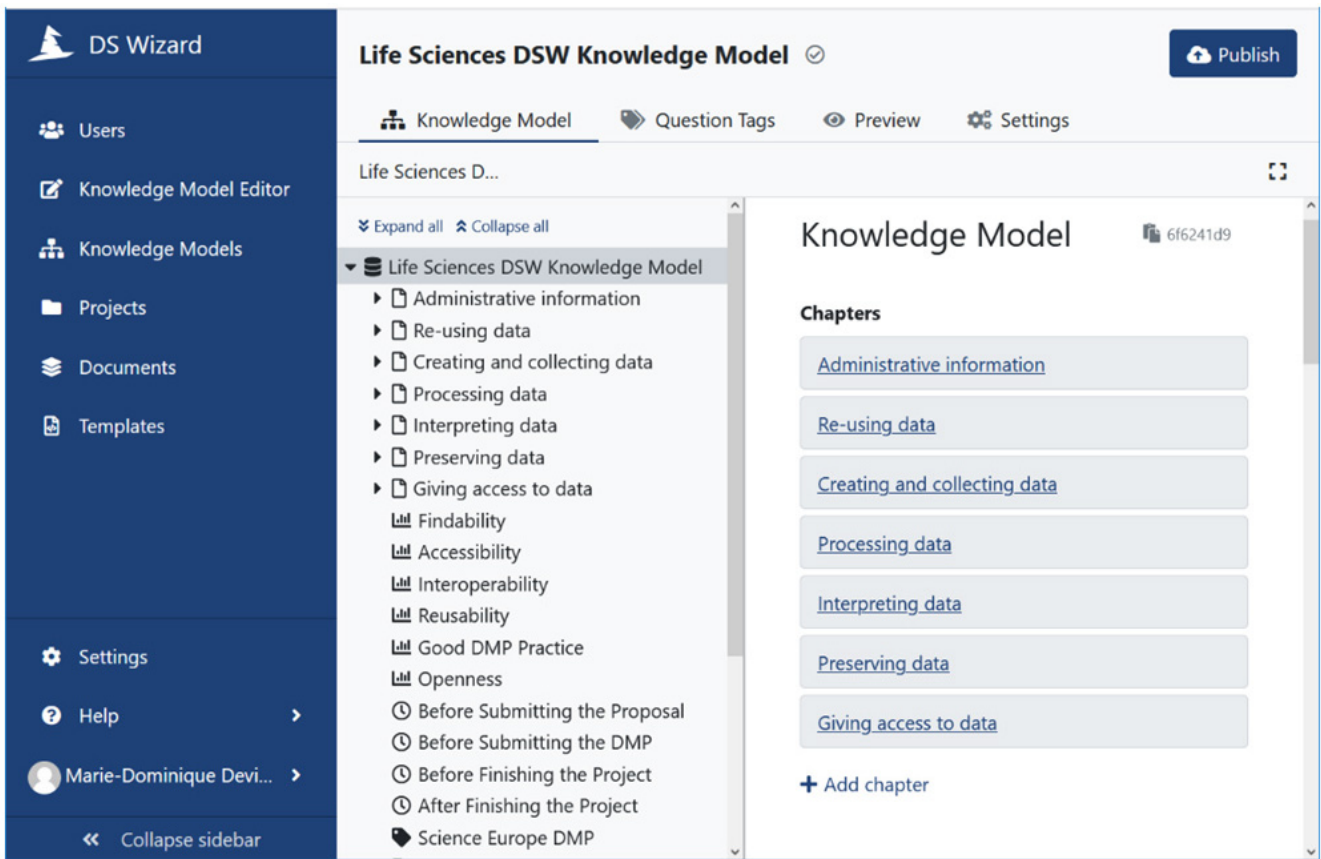 DS Wizard
Users
Knowledge Model Editor
Knowledge Models
Projects
Documents
Templates
Settings
Help
Marie-Dominique Devi...
Collapse sidebar
Life Sciences DSW Knowledge Model
Publish
Knowledge Model
Question Tags
Preview
Settings
Life Sciences D...
Expand all Collapse all
Life Sciences DSW Knowledge Model
Administrative information
Re-using data
Creating and collecting data
Processing data
Interpreting data
Preserving data
Giving access to data
Findability
Accessibility
Interoperability
Reusability
Good DMP Practice
Openness
Before Submitting the Proposal
Before Submitting the DMP
Before Finishing the Project
After Finishing the Project
Science Europe DMP
Knowledge Model
6f6241d9
Chapters
Administrative information
Re-using data
Creating and collecting data
Processing data
Interpreting data
Preserving data
Giving access to data
Add chapter